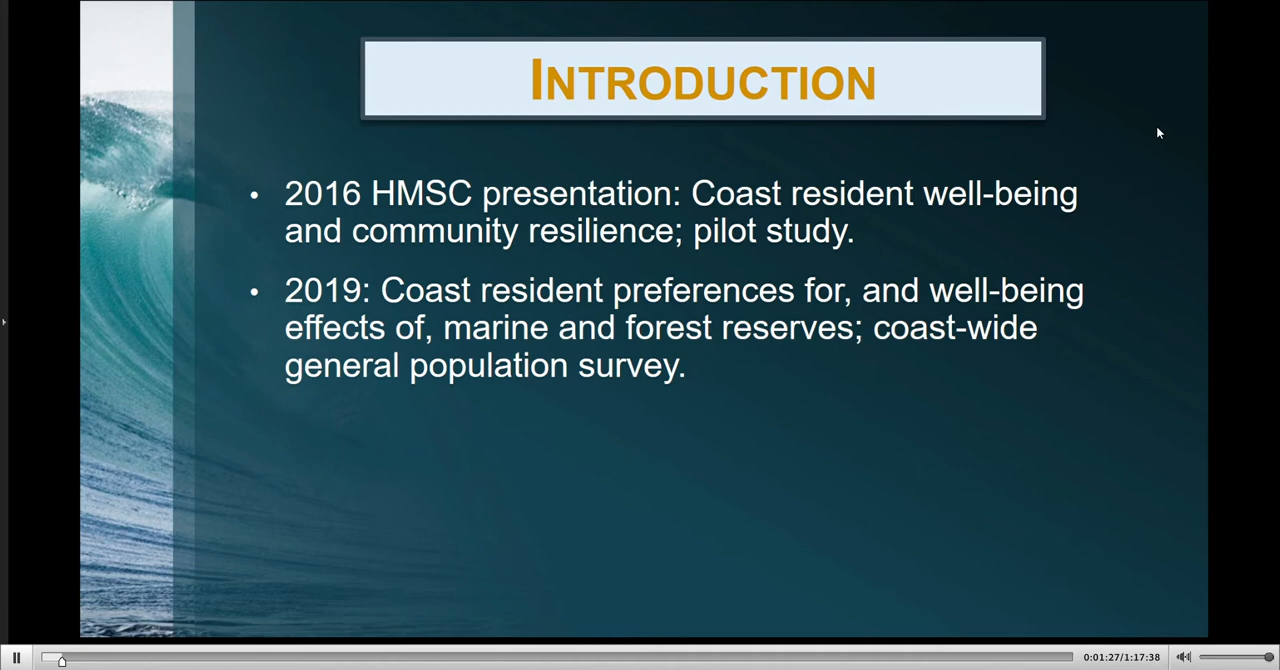 INTRODUCTION
• 2016 HMSC presentation: Coast resident well-being
and community resilience; pilot study.
• 2019: Coast resident preferences for, and well-being
effects of, marine and forest reserves; coast-wide
general population survey.
0:01:27/1:17:38